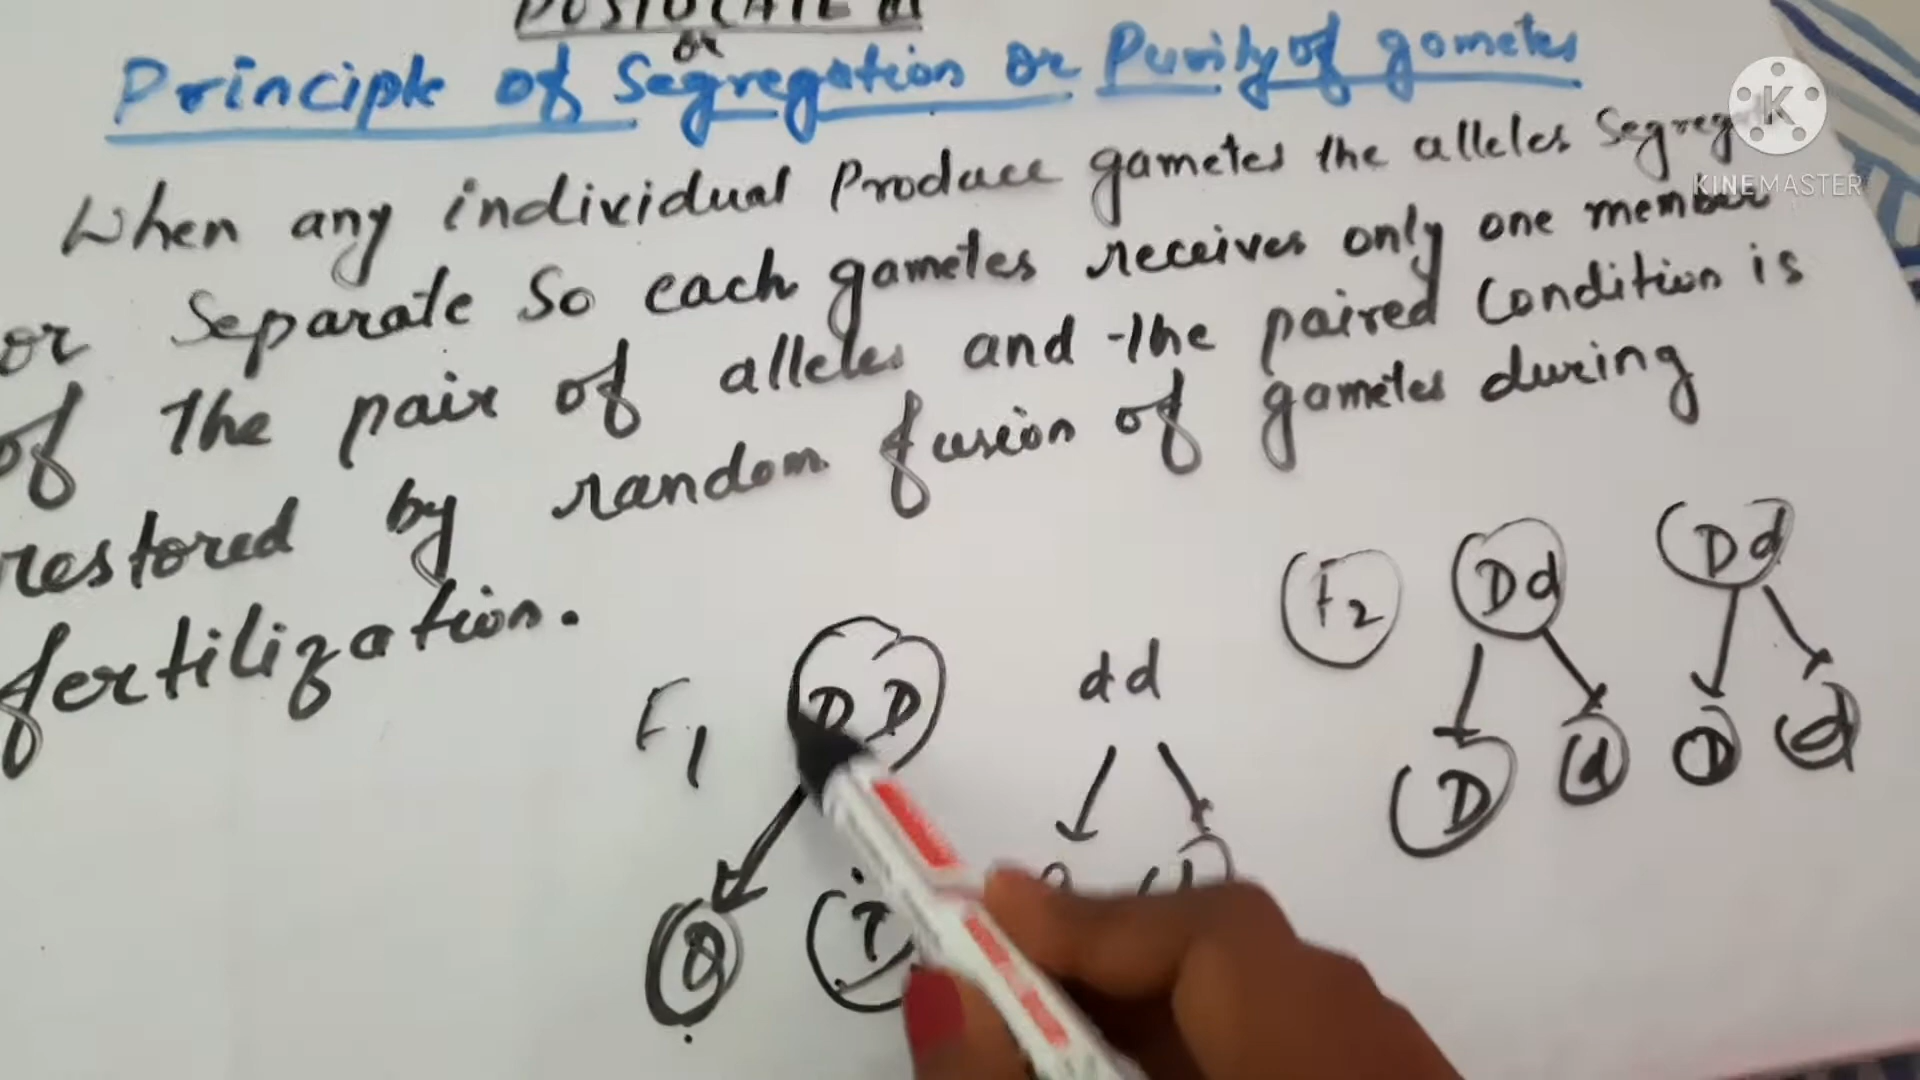 or
Principle of Segregation or Purity of gametes
When any individual Produce gametes the alleles
or Separate So each gametes receives only one member
of The pair of alleles and the paired Condition is
restored by random fusion of gametes during
fertilization.
F1 DD dd F2 Dd Dd
D d D d
K
KINEMASTER